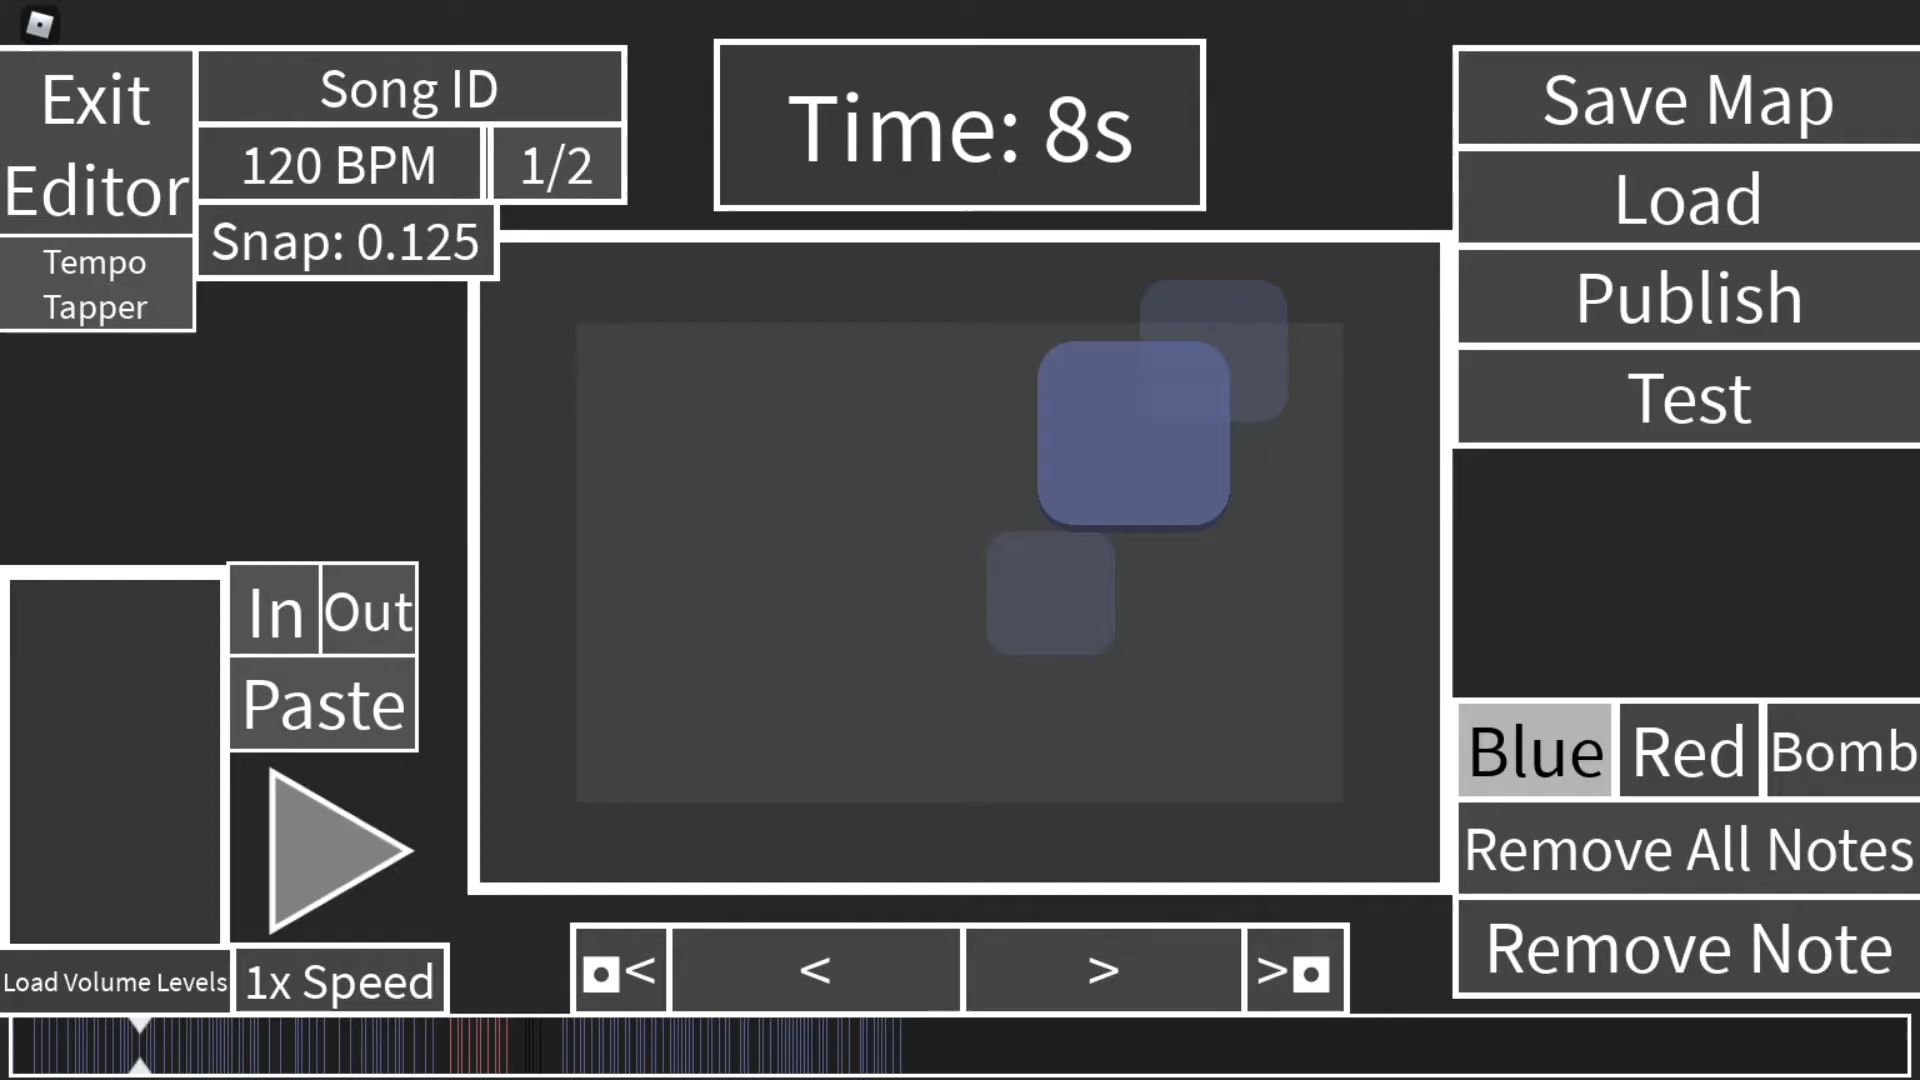 Exit
Editor
Tempo
Tapper
Song ID
120 BPM
1/2
Snap: 0.125
Time: 8s
Save Map
Load
Publish
Test
In
Out
Paste
Blue
Red
Bomb
Remove All Notes
Remove Note
Load Volume Levels
1x Speed
<
<
>
>